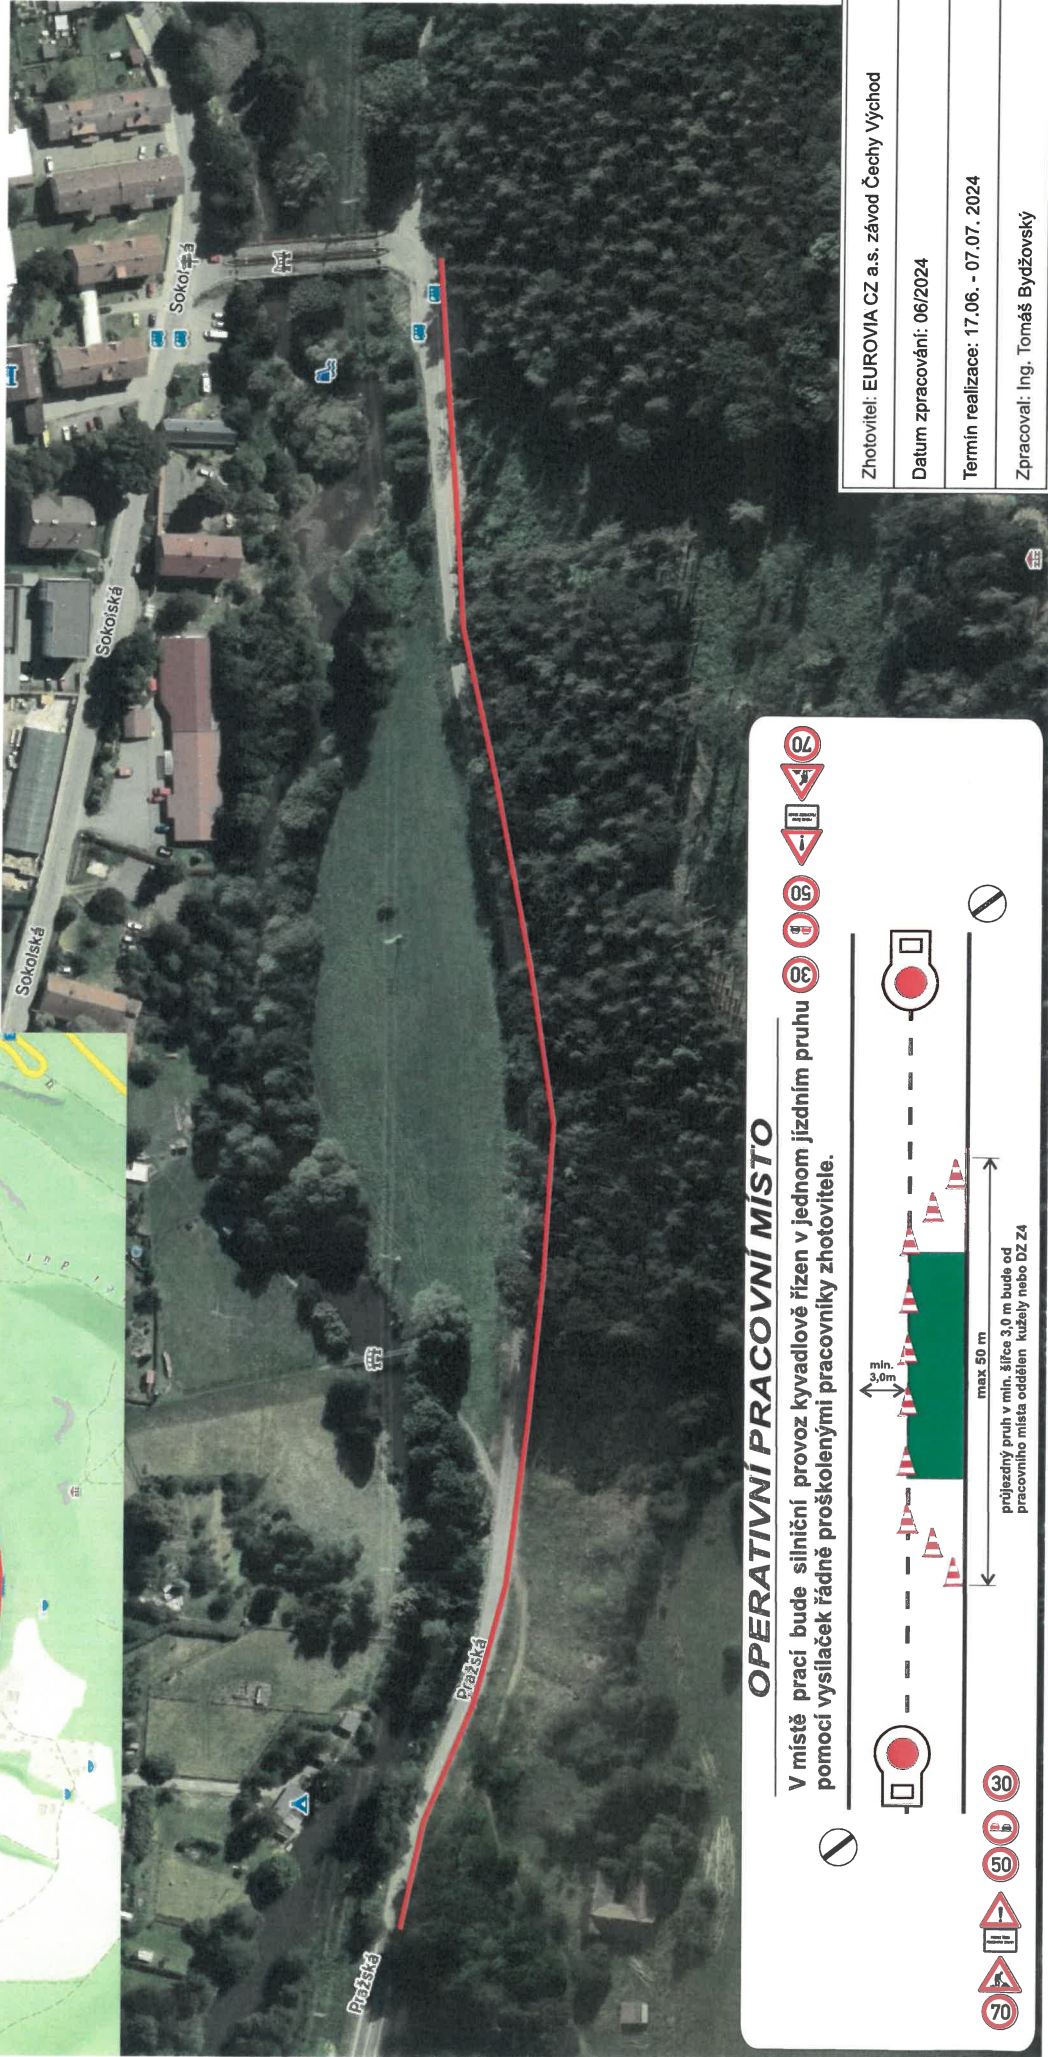 Sokolská
Sokolská
Sokolská
Pražská
Pražská
OPERATIVNÍ PRACOVNÍ MÍSTO
V místě prací bude silniční provoz kyvadlově řízen v jednom jízdním pruhu
pomocí vysílaček řádně proškolenými pracovníky zhotovitele.
30
50
70
min.
3,0m
max 50 m
průjezdný pruh v min. šířce 3,0 m bude od
pracovního místa oddělen kužely nebo DZ Z4
70
50
30
Zhotovitel: EUROVIA CZ a.s. závod Čechy Východ
Datum zpracování: 06/2024
Termín realizace: 17.06. - 07.07. 2024
Zpracoval: Ing. Tomáš Bydžovský